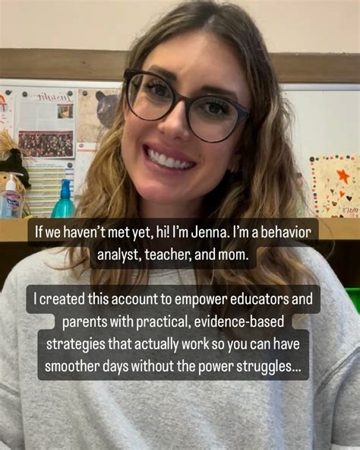 If we haven't met yet, hi! I'm Jenna. I'm a behavior
analyst, teacher, and mom.
I created this account to empower educators and
parents with practical, evidence-based
strategies that actually work so you can have
smoother days without the power struggles...